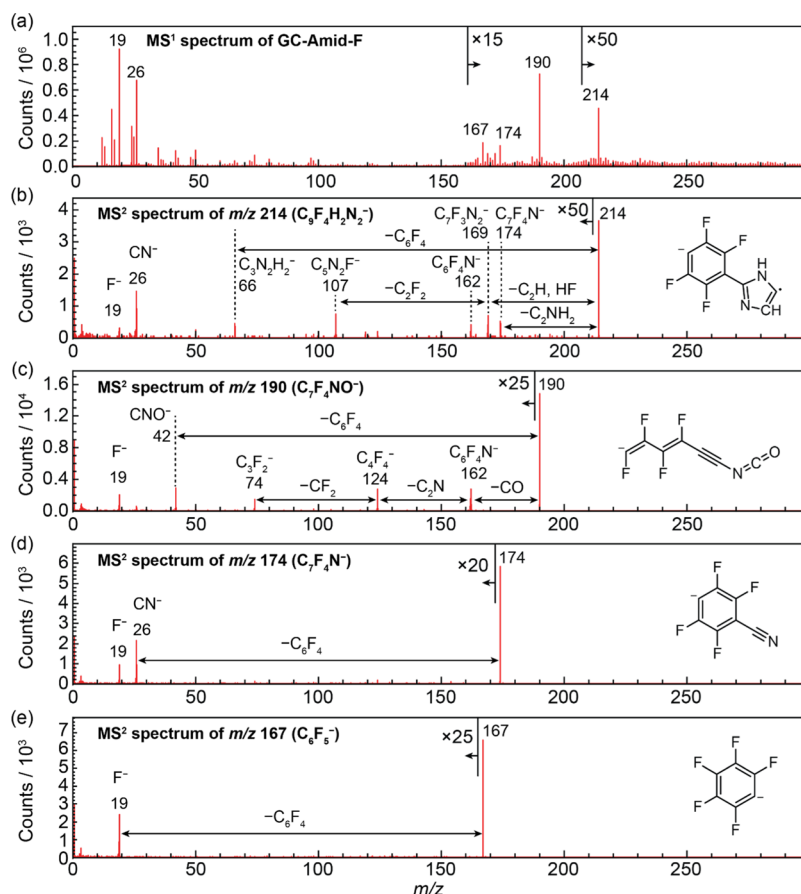 (a)
MS¹ spectrum of GC-Amid-F
Counts / 10⁶
1.0
0.8
0.6
0.4
0.2
0.0
19
26
×15
×50
190
214
167
174
0 50 100 150 200 250
(b)
MS² spectrum of m/z 214 (C₉F₄H₂N₂⁻)
Counts / 10³
4
3
2
1
0
CN⁻
26
F⁻
19
C₃N₂H₂⁻
66
C₅N₂F⁻
107
C₆F₄N⁻
162
C₇F₃N₂⁻
169
C₇F₄N⁻
174
×50
214
−C₆F₄
−C₂F₂
−C₂H, HF
−C₂NH₂
F
F
F
F
−
H
N
N
CH
0 50 100 150 200 250
(c)
MS² spectrum of m/z 190 (C₇F₄NO⁻)
Counts / 10⁴
1.6
1.2
0.8
0.4
0.0
CNO⁻
42
F⁻
19
C₃F₂⁻
74
C₄F₄⁻
124
C₆F₄N⁻
162
×25
190
−C₆F₄
−CF₂
−C₂N
−CO
F
F
F
F
−
N
C
O
0 50 100 150 200 250
(d)
MS² spectrum of m/z 174 (C₇F₄N⁻)
Counts / 10³
6
5
4
3
2
1
0
CN⁻
26
F⁻
19
−C₆F₄
×20
174
F
F
F
F
−
N
0 50 100 150 200 250
(e)
MS² spectrum of m/z 167 (C₆F₅⁻)
Counts / 10³
7
6
5
4
3
2
1
0
F⁻
19
−C₆F₄
×25
167
F
F
F
F
F
−
0 50 100 150 200 250
m/z